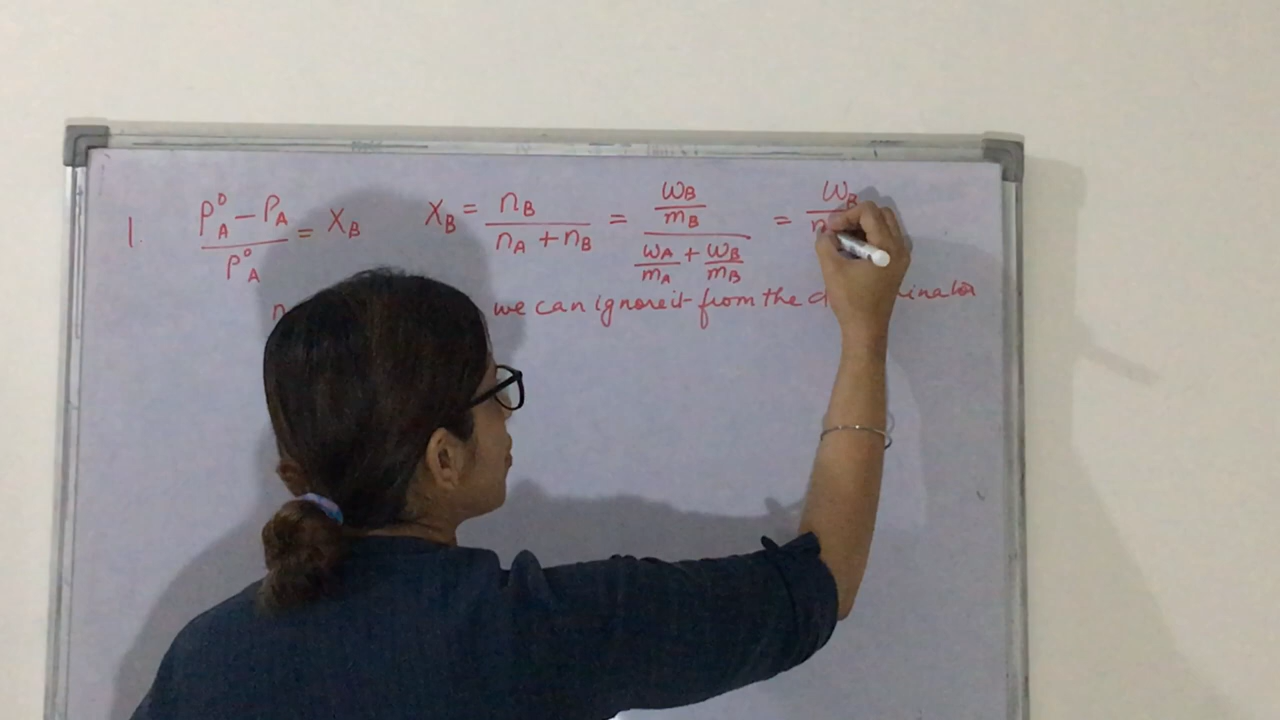 1. P°A - PA / P°A = XB XB = nB / nA + nB = wB/mB / wA/mA + wB/mB = wB
we can ignore it from the